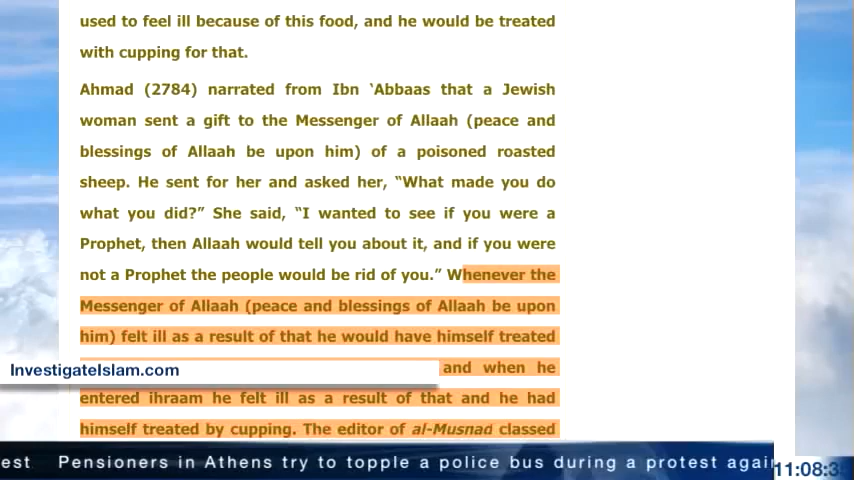 used to feel ill because of this food, and he would be treated
with cupping for that.
Ahmad (2784) narrated from Ibn ‘Abbaas that a Jewish
woman sent a gift to the Messenger of Allaah (peace and
blessings of Allaah be upon him) of a poisoned roasted
sheep. He sent for her and asked her, “What made you do
what you did?” She said, “I wanted to see if you were a
Prophet, then Allaah would tell you about it, and if you were
not a Prophet the people would be rid of you.” Whenever the
Messenger of Allaah (peace and blessings of Allaah be upon
him) felt ill as a result of that he would have himself treated
InvestigateIslam.com
and when he
entered ihraam he felt ill as a result of that and he had
himself treated by cupping. The editor of al-Musnad classed
est Pensioners in Athens try to topple a police bus during a protest agai
11:08:3